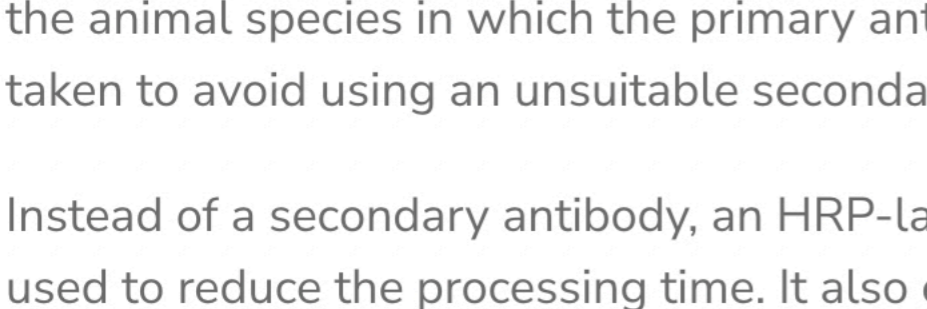 the animal species in which the primary ant
taken to avoid using an unsuitable seconda
Instead of a secondary antibody, an HRP-la
used to reduce the processing time. It also